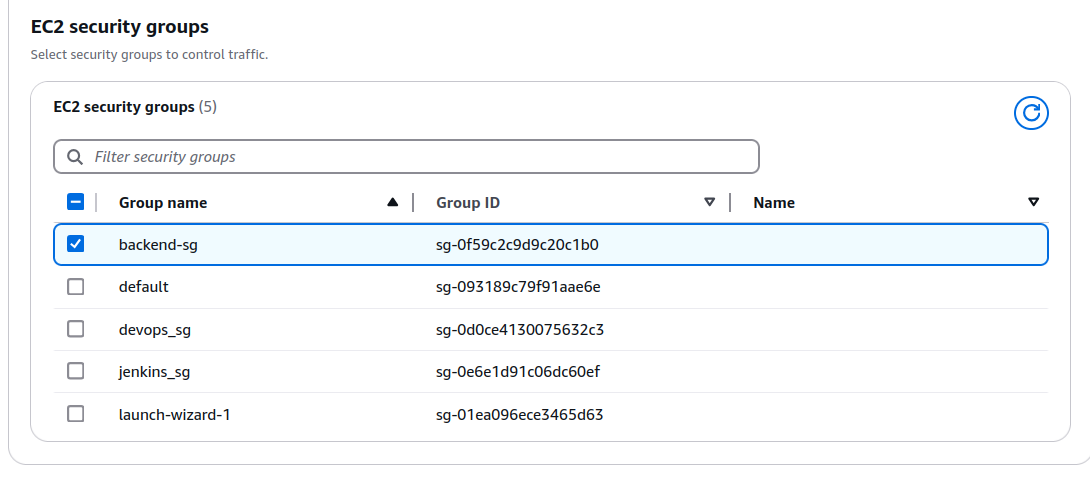 EC2 security groups
Select security groups to control traffic.
EC2 security groups (5)
Filter security groups
Group name Group ID Name
backend-sg sg-0f59c2c9d9c20c1b0
default sg-093189c79f91aae6e
devops_sg sg-0d0ce4130075632c3
jenkins_sg sg-0e6e1d91c06dc60ef
launch-wizard-1 sg-01ea096ece3465d63